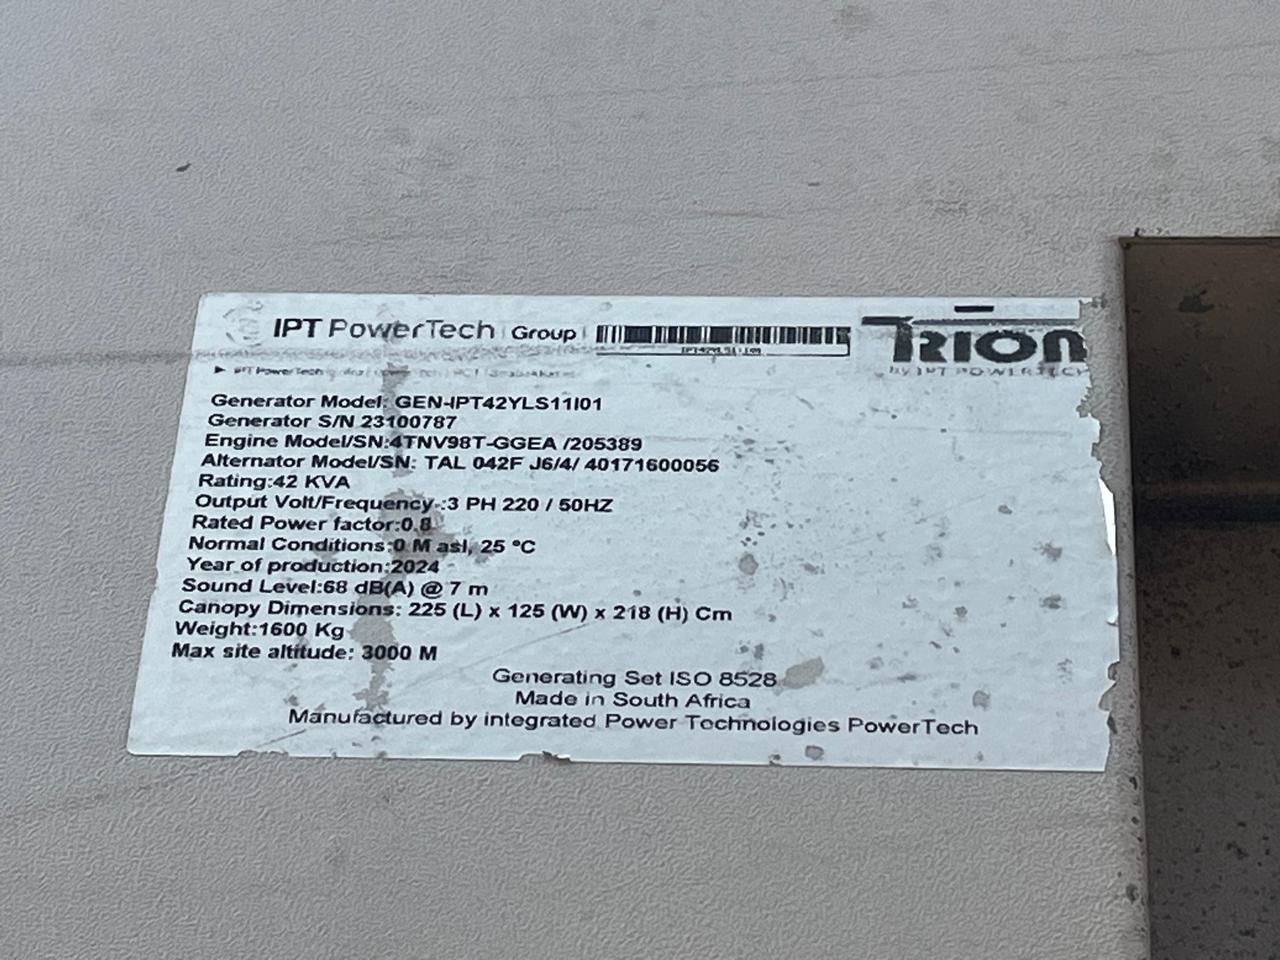 IPT PowerTech Group
TRION
by IPT POWERTECH
Generator Model: GEN-IPT42YLS11I01
Generator S/N 23100787
Engine Model/SN:4TNV98T-GGEA /205389
Alternator Model/SN: TAL 042F J6/4/ 40171600056
Rating:42 KVA
Output Volt/Frequency :3 PH 220 / 50HZ
Rated Power factor:0.8
Normal Conditions:0 M asl, 25 °C
Year of production:2024
Sound Level:68 dB(A) @ 7 m
Canopy Dimensions: 225 (L) x 125 (W) x 218 (H) Cm
Weight:1600 Kg
Max site altitude: 3000 M
Generating Set ISO 8528
Made in South Africa
Manufactured by integrated Power Technologies PowerTech